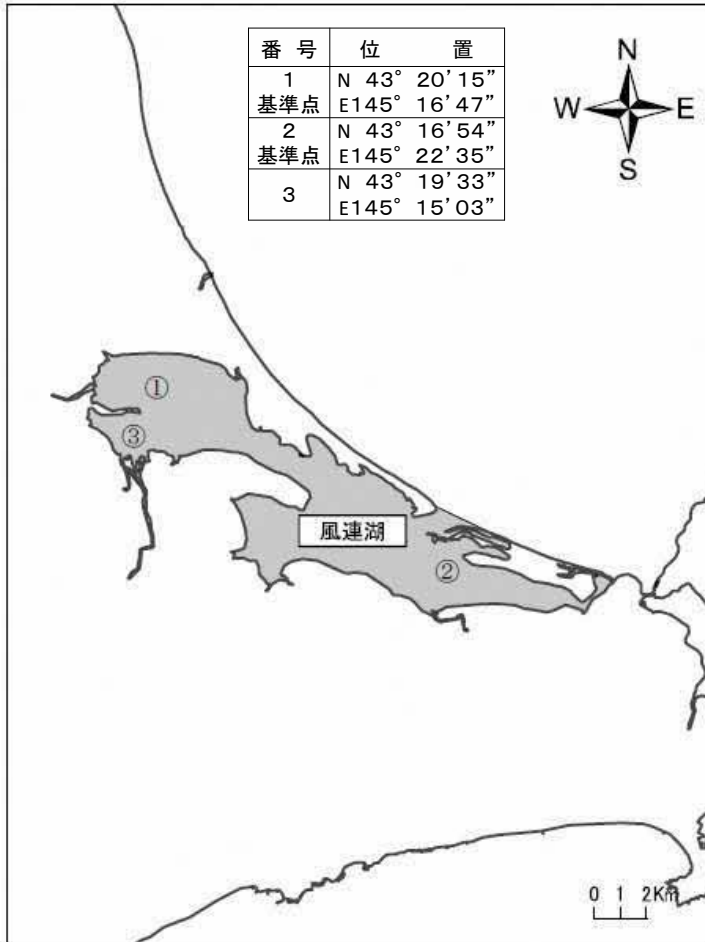 番 号 位 置
1 N 43° 20’15”
基準点 E145° 16’47”
2 N 43° 16’54”
基準点 E145° 22’35”
3 N 43° 19’33”
E145° 15’03”
N
W E
S
①
③
風連湖
②
0 1 2Km